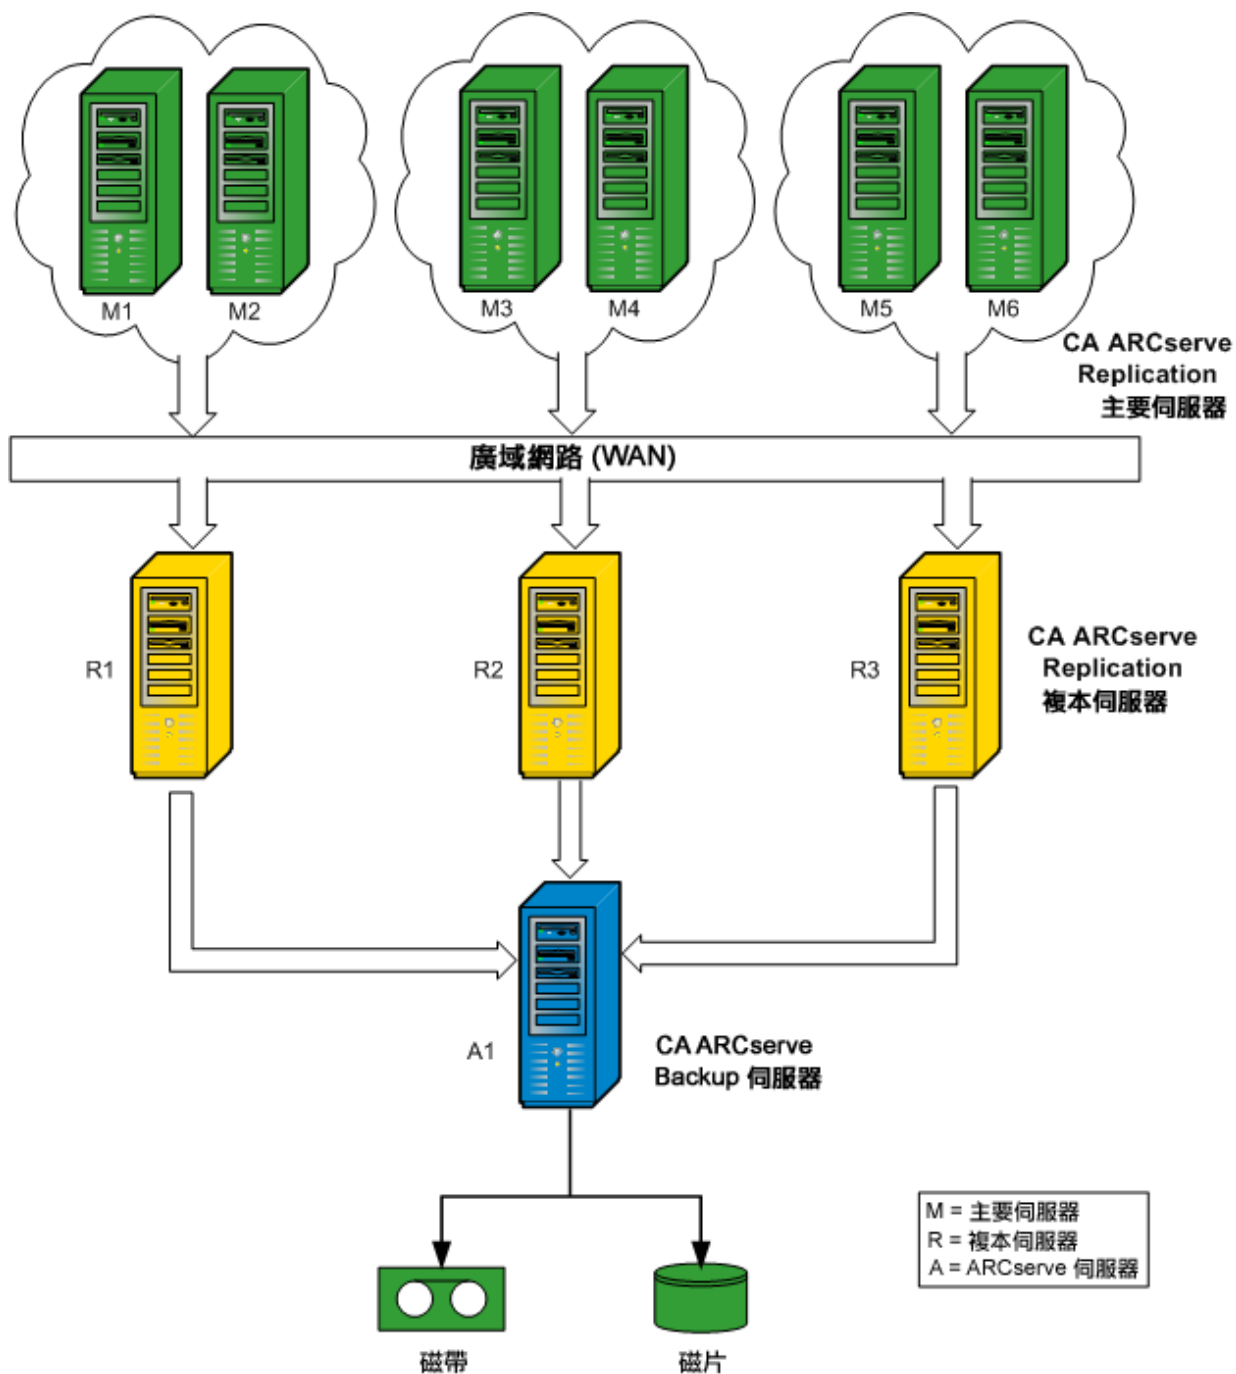 M1
M2
M3
M4
M5
M6
CA ARCserve
Replication
主要伺服器
廣域網路 (WAN)
R1
R2
R3
CA ARCserve
Replication
複本伺服器
A1
CA ARCserve
Backup 伺服器
M = 主要伺服器
R = 複本伺服器
A = ARCserve 伺服器
磁帶
磁片